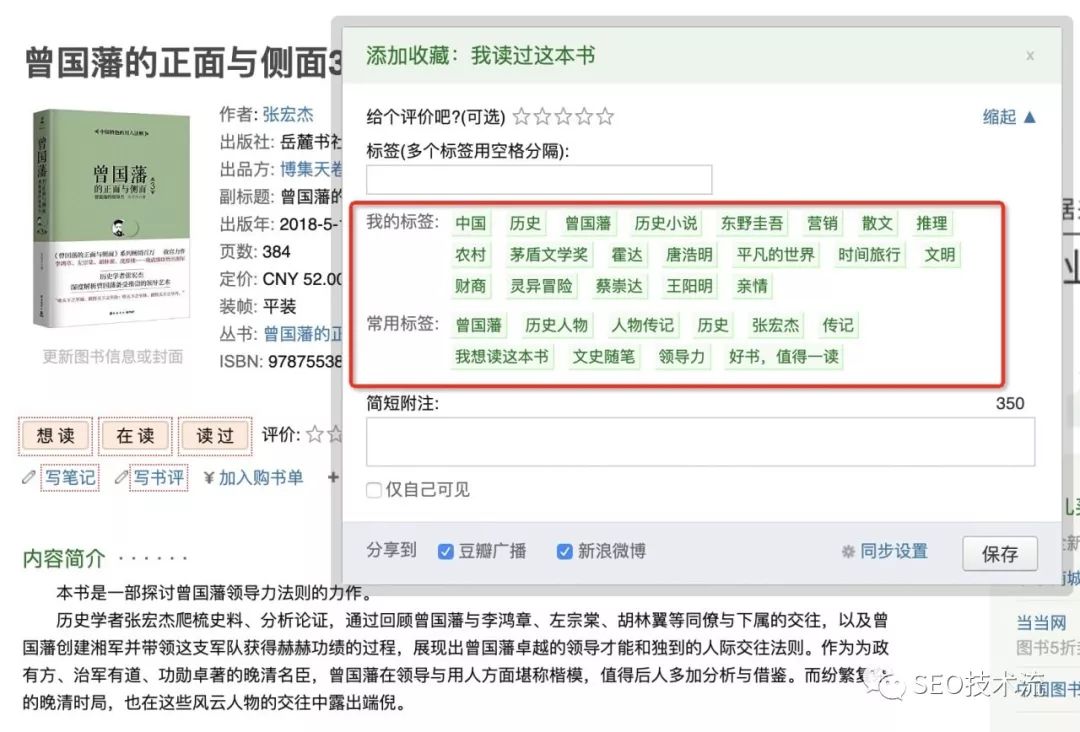 曾国藩的正面与侧面3
曾国藩
的正面与侧面
作者: 张宏杰
出版社: 岳麓书社
出品方: 博集天卷
副标题: 曾国藩的
出版年: 2018-5-
页数: 384
定价: CNY 52.00
装帧: 平装
丛书: 曾国藩的正
ISBN: 97875538
更新图书信息或封面
想读 在读 读过 评价: ☆☆
写笔记 写书评 ¥加入购书单 +
添加收藏: 我读过这本书 x
给个评价吧?(可选) ☆☆☆☆☆ 缩起 ▲
标签(多个标签用空格分隔):
我的标签: 中国 历史 曾国藩 历史小说 东野圭吾 营销 散文 推理
农村 茅盾文学奖 霍达 唐浩明 平凡的世界 时间旅行 文明
财商 灵异冒险 蔡崇达 王阳明 亲情
常用标签: 曾国藩 历史人物 人物传记 历史 张宏杰 传记
我想读这本书 文史随笔 领导力 好书，值得一读
简短附注: 350
仅自己可见
分享到 豆瓣广播 新浪微博 同步设置 保存
内容简介 · · · · · ·
本书是一部探讨曾国藩领导力法则的力作。
历史学者张宏杰爬梳史料、分析论证，通过回顾曾国藩与李鸿章、左宗棠、胡林翼等同僚与下属的交往，以及曾
国藩创建湘军并带领这支军队获得赫赫功绩的过程，展现出曾国藩卓越的领导才能和独到的人际交往法则。作为为政
有方、治军有道、功勋卓著的晚清名臣，曾国藩在领导与用人方面堪称楷模，值得后人多加分析与借鉴。而纷繁复
的晚清时局，也在这些风云人物的交往中露出端倪。
当当网
图书5折
中国图书
SEO技术流